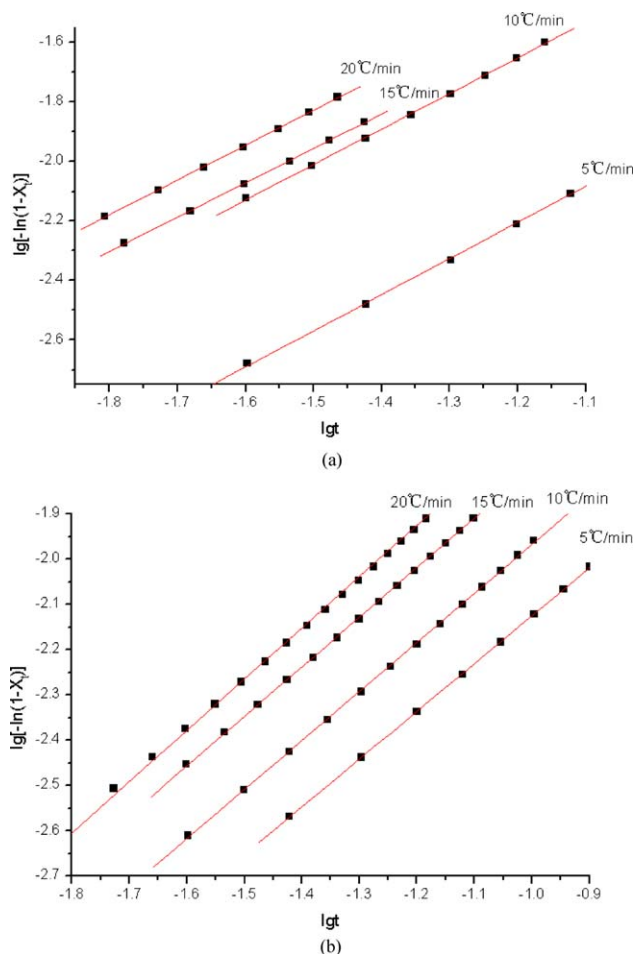 10℃/min
20℃/min
15℃/min
5℃/min
lg[-ln(1-Xt)]
-1.6
-1.8
-2.0
-2.2
-2.6
-1.8 -1.7 -1.6 -1.5 -1.4 -1.3 -1.2 -1.1
lgt
(a)
20℃/min 15℃/min 10℃/min
5℃/min
lg[-ln(1-Xt)]
-1.9
-2.0
-2.1
-2.2
-2.3
-2.4
-2.5
-2.6
-2.7
-1.8 -1.7 -1.6 -1.5 -1.4 -1.3 -1.2 -1.1 -1.0 -0.9
lgt
(b)